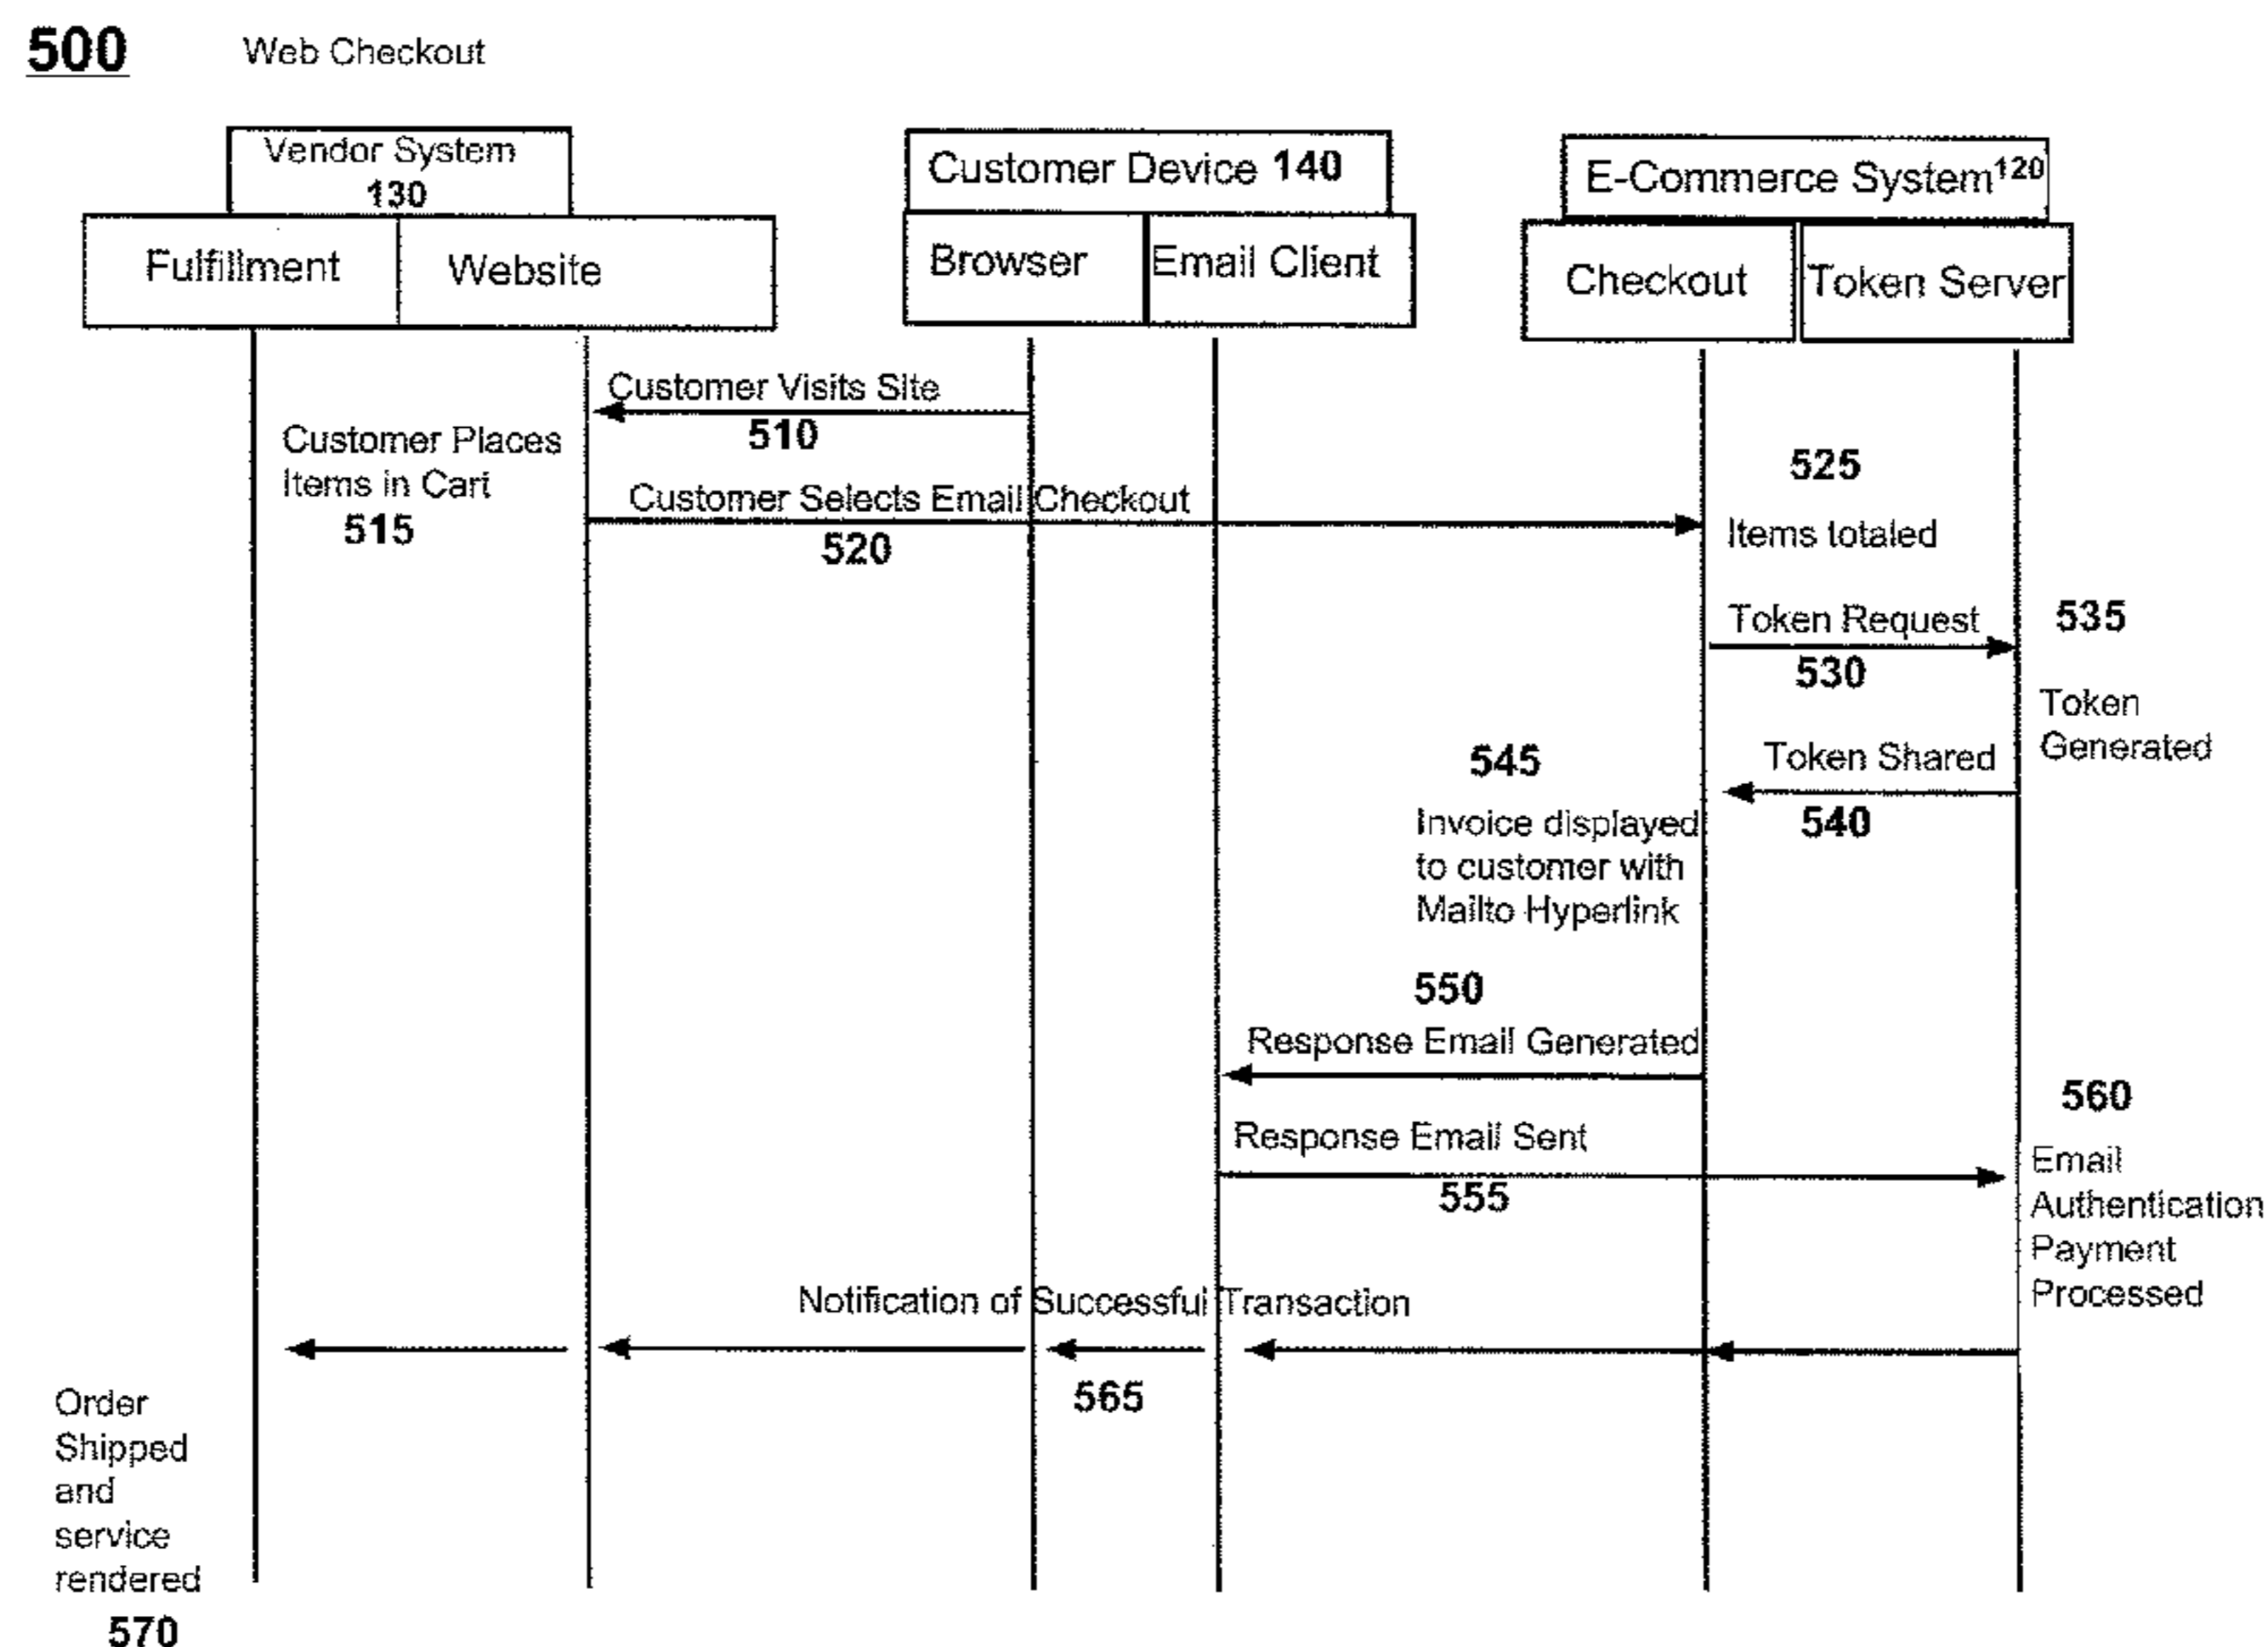 500 Web Checkout
Vendor System
130
Customer Device 140
E-Commerce System 120
Fulfillment
Website
Browser
Email Client
Checkout
Token Server
Customer Visits Site
510
Customer Places
Items in Cart
515
Customer Selects Email Checkout
520
525
Items totaled
Token Request
530
535
Token
Generated
Token Shared
540
545
Invoice displayed
to customer with
Mailto Hyperlink
550
Response Email Generated
Response Email Sent
555
560
Email
Authentication
Payment
Processed
Notification of Successful Transaction
565
Order
Shipped
and
service
rendered
570